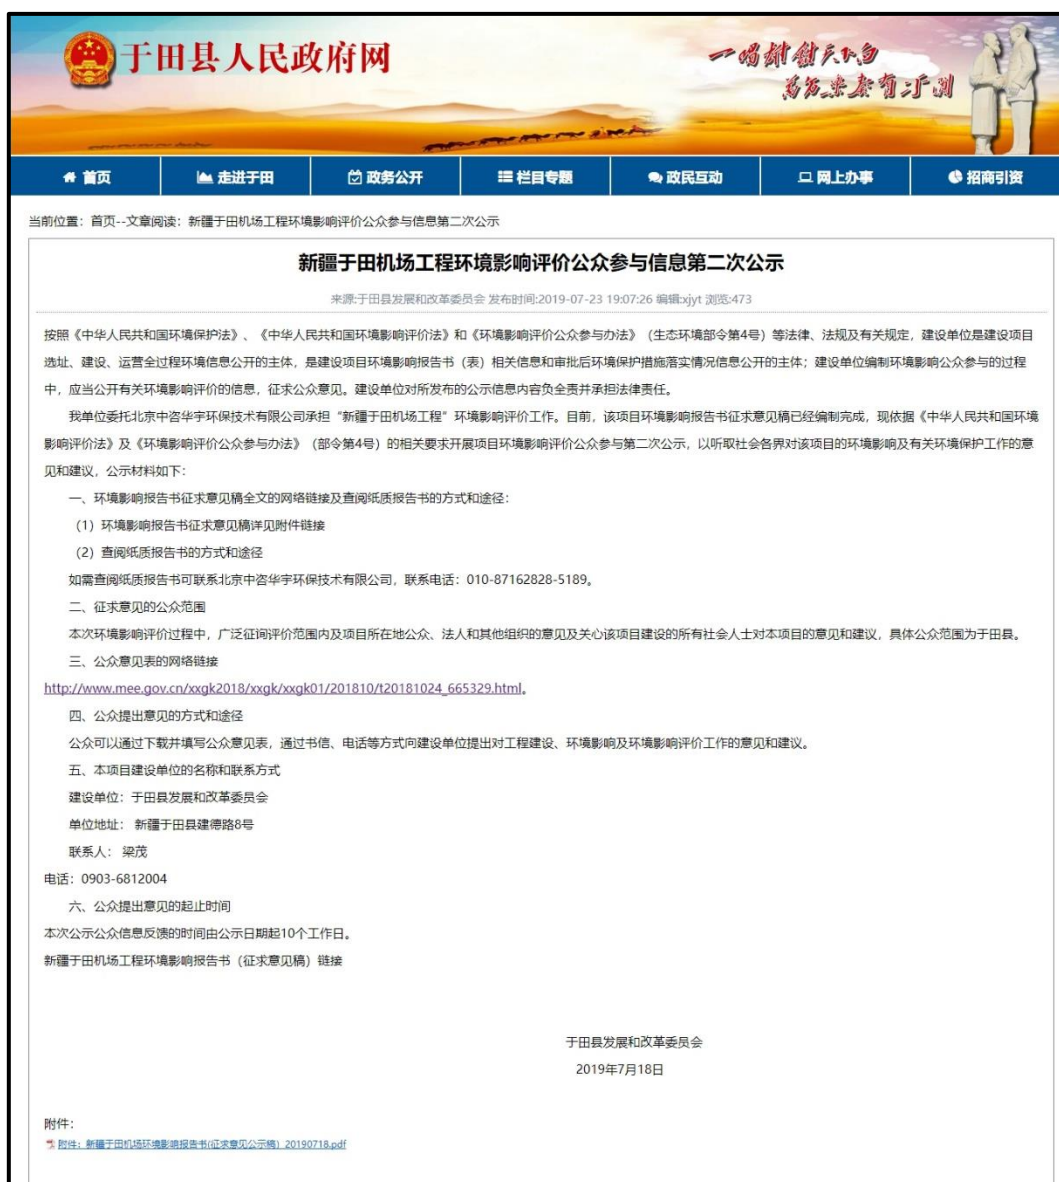 于田县人民政府网
一唱雄鸡天下白
万方乐奏有于阗
首页 走进于田 政务公开 栏目专题 政民互动 网上办事 招商引资
当前位置：首页--文章阅读：新疆于田机场工程环境影响评价公众参与信息第二次公示
新疆于田机场工程环境影响评价公众参与信息第二次公示
来源:于田县发展和改革委员会 发布时间:2019-07-23 19:07:26 编辑:xjyt 浏览:473
按照《中华人民共和国环境保护法》、《中华人民共和国环境影响评价法》和《环境影响评价公众参与办法》（生态环境部令第4号）等法律、法规及有关规定，建设单位是建设项目
选址、建设、运营全过程环境信息公开的主体，是建设项目环境影响报告书（表）相关信息和审批后环境保护措施落实情况信息公开的主体；建设单位编制环境影响公众参与的过程
中，应当公开有关环境影响评价的信息，征求公众意见。建设单位对所发布的公示信息内容负全责并承担法律责任。
我单位委托北京中咨华宇环保技术有限公司承担“新疆于田机场工程”环境影响评价工作。目前，该项目环境影响报告书征求意见稿已经编制完成，现依据《中华人民共和国环境
影响评价法》及《环境影响评价公众参与办法》（部令第4号）的相关要求开展项目环境影响评价公众参与第二次公示，以听取社会各界对该项目的环境影响及有关环境保护工作的意
见和建议，公示材料如下：
一、环境影响报告书征求意见稿全文的网络链接及查阅纸质报告书的方式和途径：
（1）环境影响报告书征求意见稿详见附件链接
（2）查阅纸质报告书的方式和途径
如需查阅纸质报告书可联系北京中咨华宇环保技术有限公司，联系电话：010-87162828-5189。
二、征求意见的公众范围
本次环境影响评价过程中，广泛征询评价范围内及项目所在地公众、法人和其他组织的意见及关心该项目建设的所有社会人士对本项目的意见和建议，具体公众范围为于田县。
三、公众意见表的网络链接
http://www.mee.gov.cn/xxgk2018/xxgk/xxgk01/201810/t20181024_665329.html。
四、公众提出意见的方式和途径
公众可以通过下载并填写公众意见表，通过书信、电话等方式向建设单位提出对工程建设、环境影响及环境影响评价工作的意见和建议。
五、本项目建设单位的名称和联系方式
建设单位：于田县发展和改革委员会
单位地址： 新疆于田县建德路8号
联系人： 梁茂
电话：0903-6812004
六、公众提出意见的起止时间
本次公示公众信息反馈的时间由公示日期起10个工作日。
新疆于田机场工程环境影响报告书（征求意见稿）链接
于田县发展和改革委员会
2019年7月18日
附件：
附件：新疆于田机场环境影响报告书(征求意见公示稿) 20190718.pdf